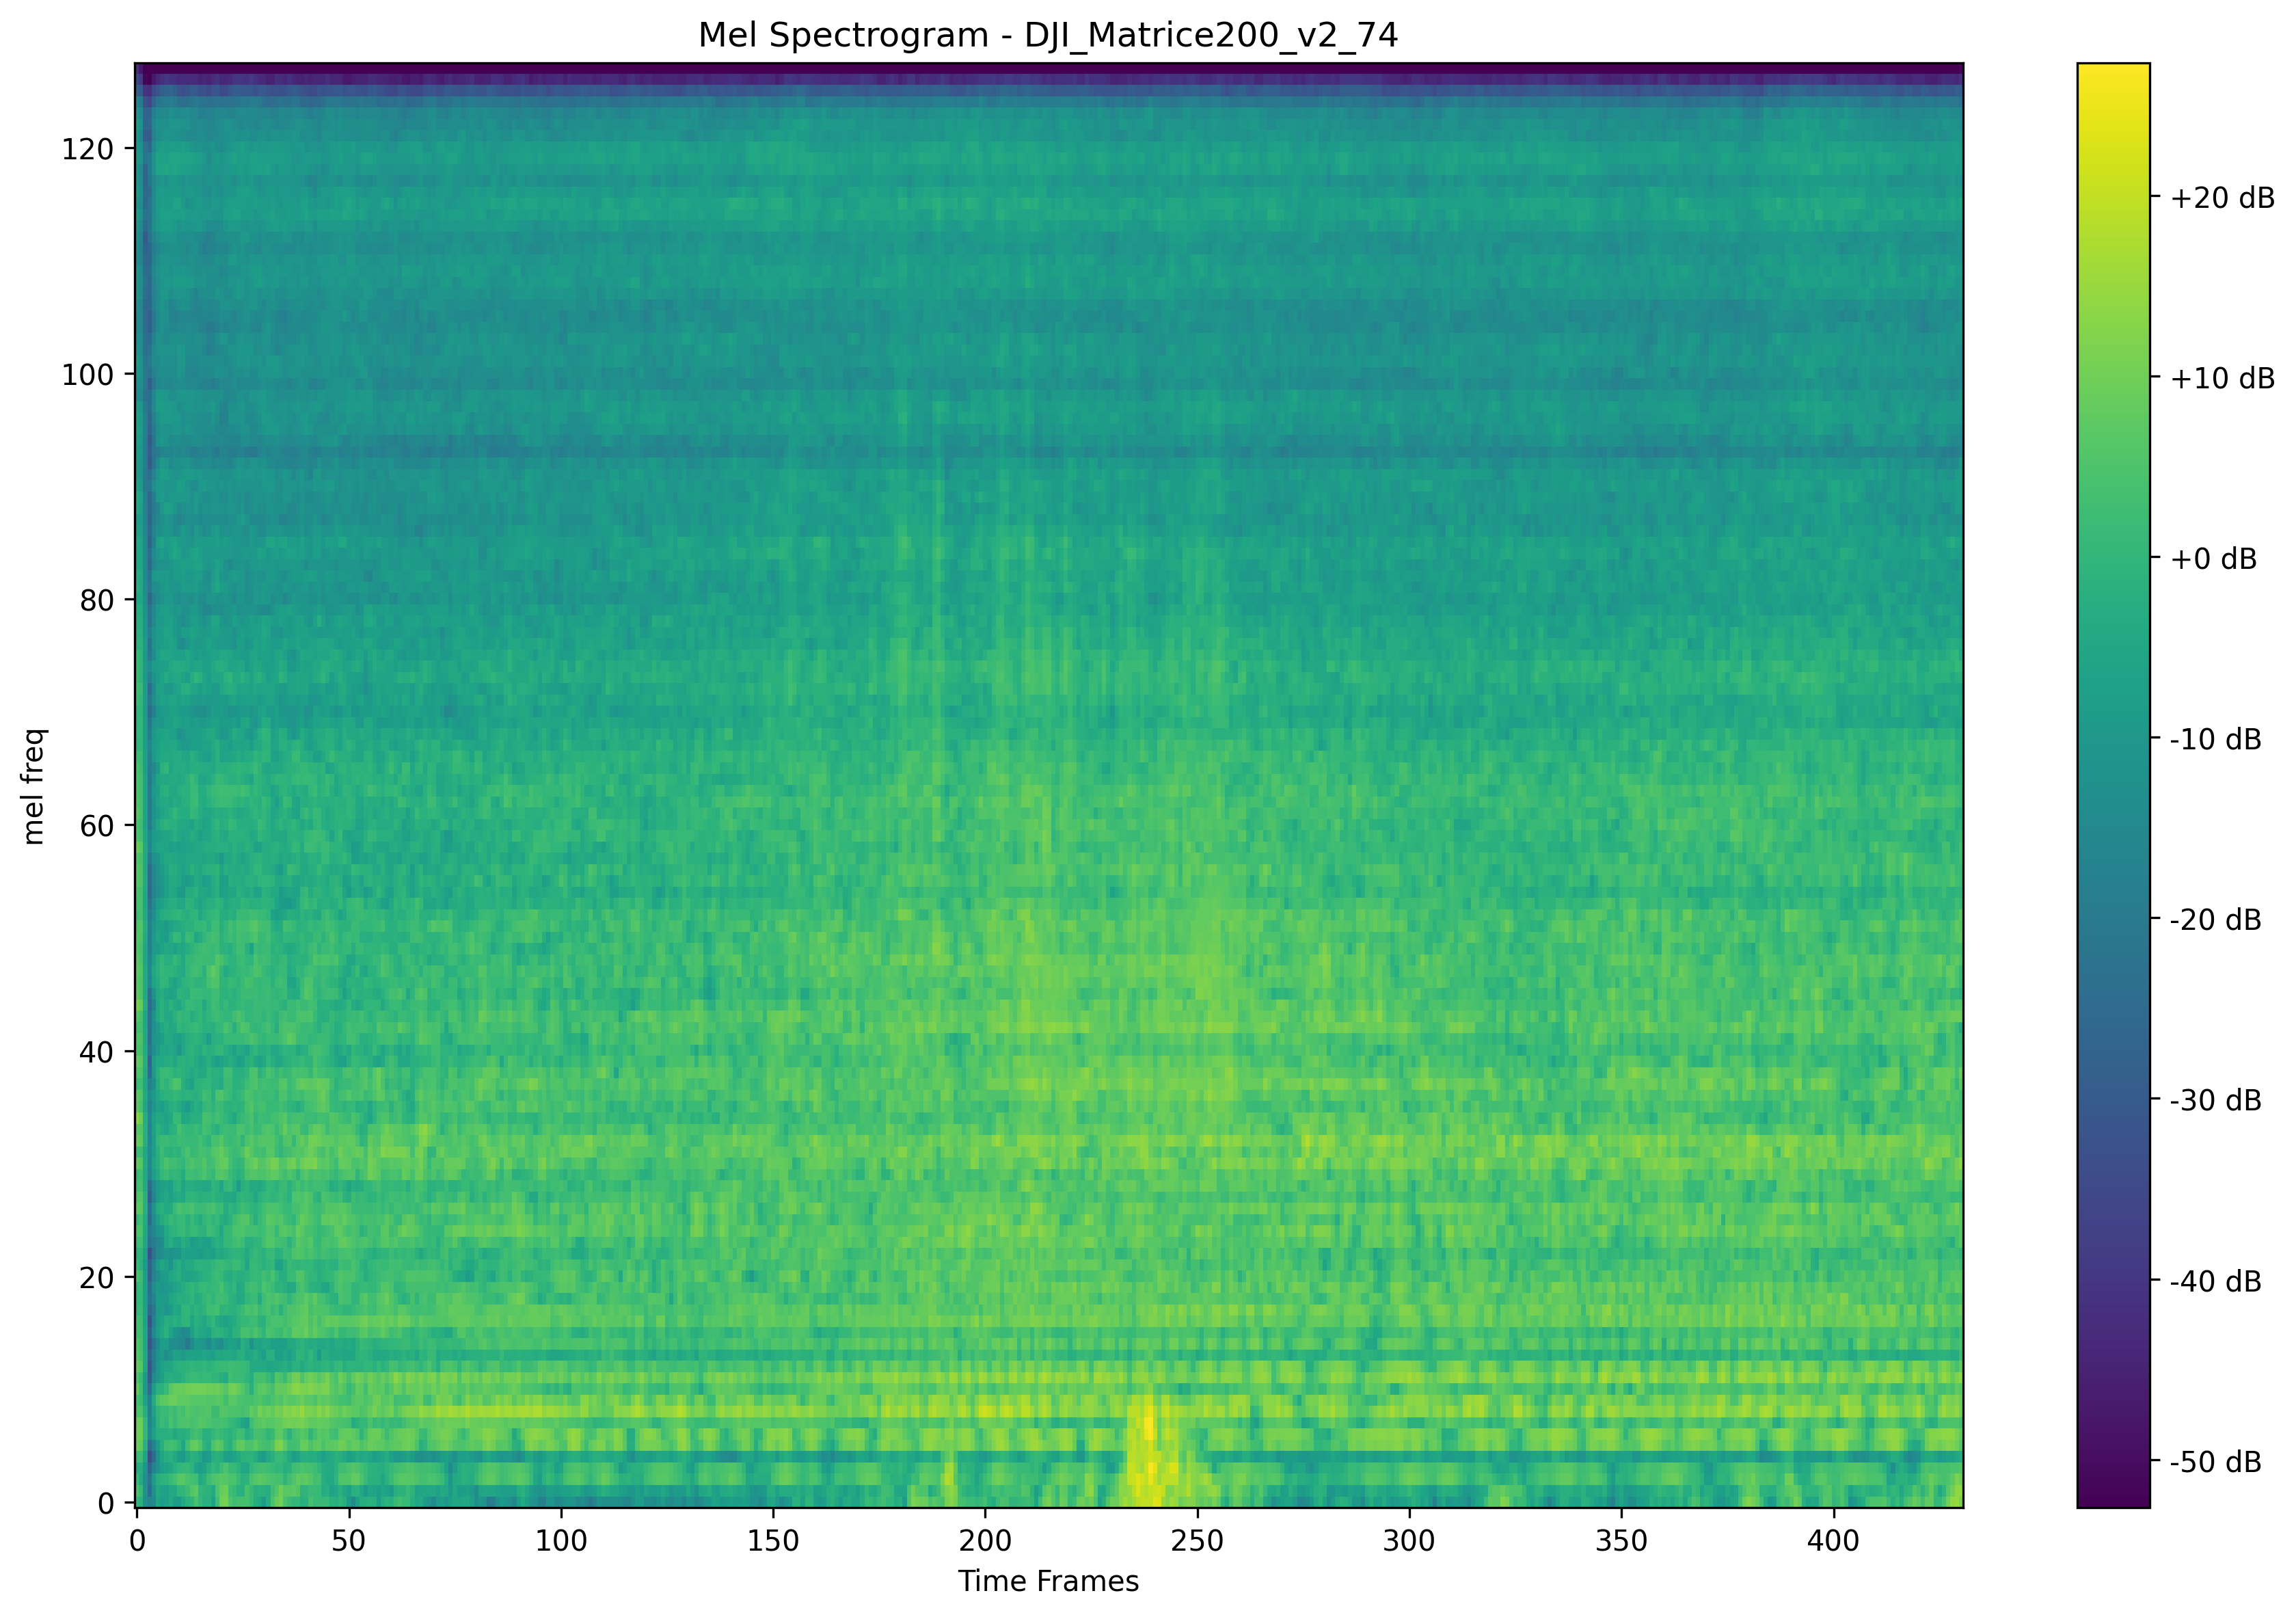 Mel Spectrogram - DJI_Matrice200_v2_74
mel freq
120
100
80
60
40
20
0
0 50 100 150 200 250 300 350 400
Time Frames
+20 dB
+10 dB
+0 dB
-10 dB
-20 dB
-30 dB
-40 dB
-50 dB